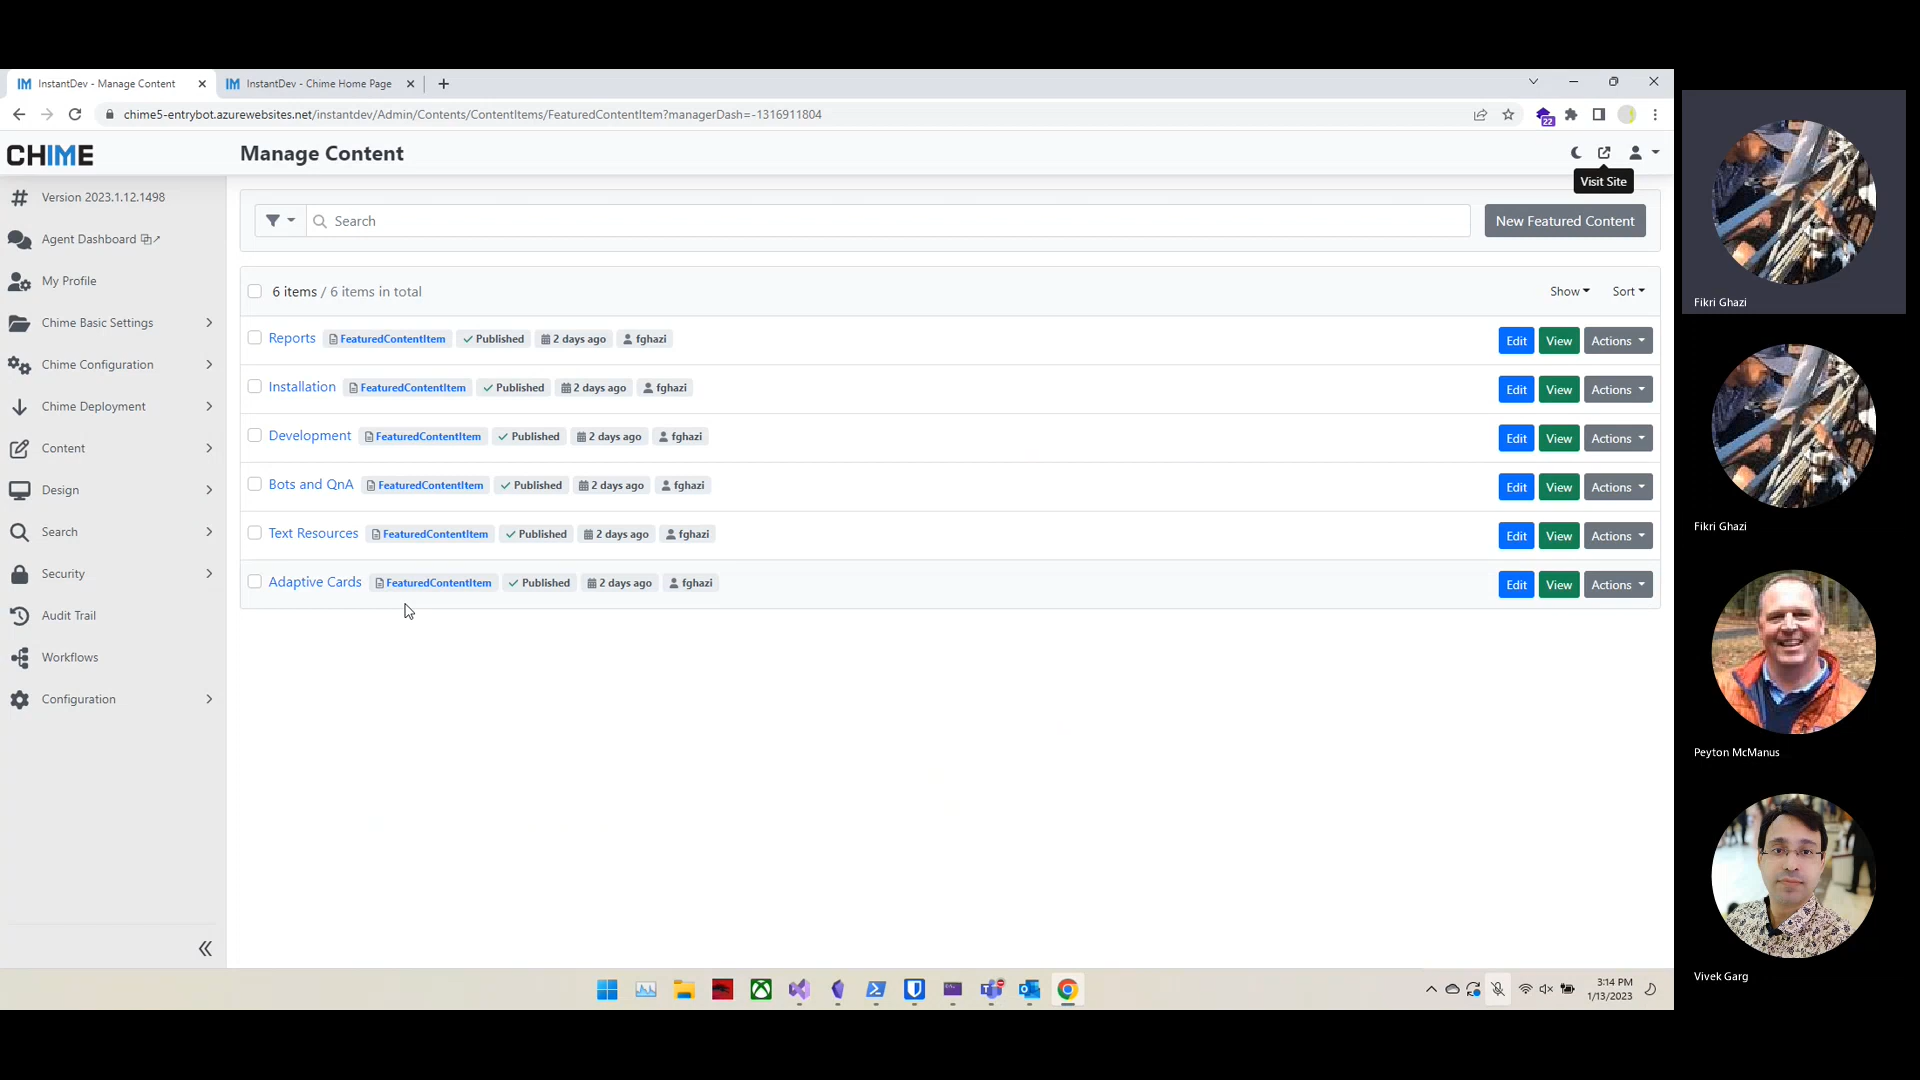 InstantDev - Manage Content
InstantDev - Chime Home Page
chime5-entrybot.azurewebsites.net/instantdev/Admin/Contents/ContentItems/FeaturedContentItem?managerDash=-1316911804
22
CHIME
Manage Content
Visit Site
Version 2023.1.12.1498
Agent Dashboard
My Profile
Chime Basic Settings
Chime Configuration
Chime Deployment
Content
Design
Search
Security
Audit Trail
Workflows
Configuration
Search
New Featured Content
6 items / 6 items in total
Show
Sort
Reports FeaturedContentItem Published 2 days ago fghazi Edit View Actions
Installation FeaturedContentItem Published 2 days ago fghazi Edit View Actions
Development FeaturedContentItem Published 2 days ago fghazi Edit View Actions
Bots and QnA FeaturedContentItem Published 2 days ago fghazi Edit View Actions
Text Resources FeaturedContentItem Published 2 days ago fghazi Edit View Actions
Adaptive Cards FeaturedContentItem Published 2 days ago fghazi Edit View Actions
3:14 PM
1/13/2023
Fikri Ghazi
Fikri Ghazi
Peyton McManus
Vivek Garg